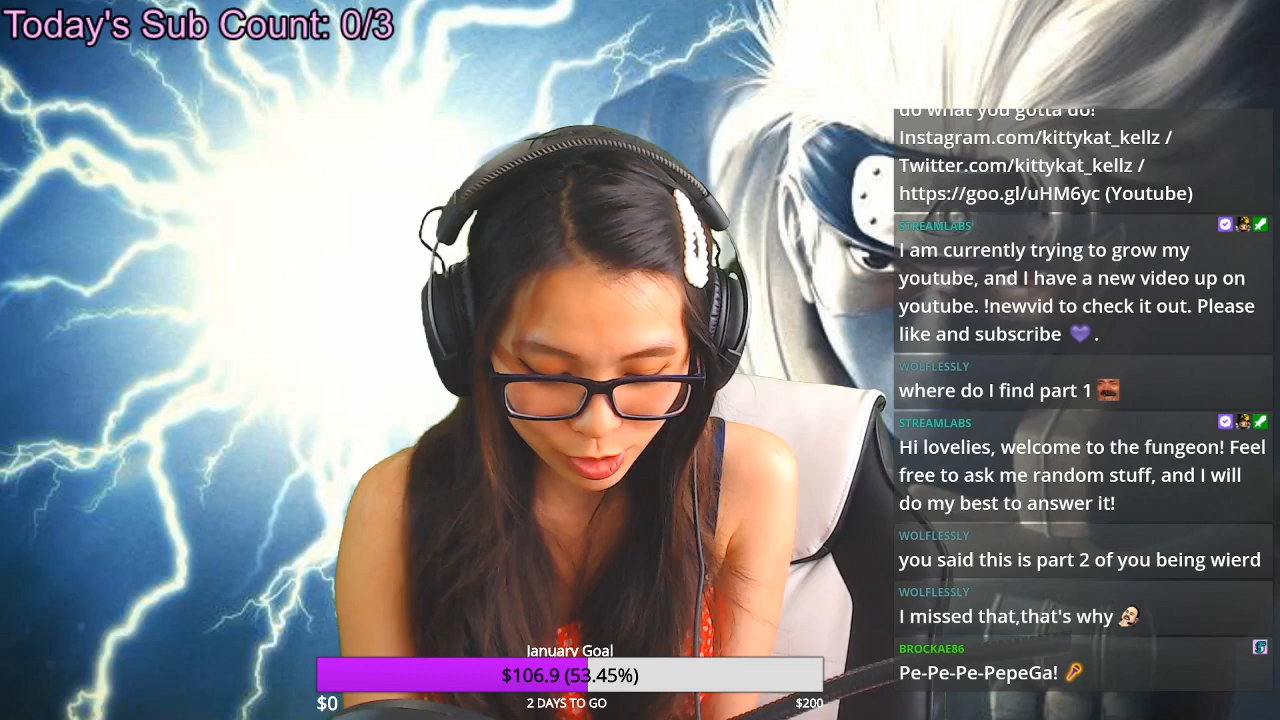 Today's Sub Count: 0/3
do what you gotta do!
Instagram.com/kittykat_kellz /
Twitter.com/kittykat_kellz /
https://goo.gl/uHM6yc (Youtube)
STREAMLABS
I am currently trying to grow my
youtube, and I have a new video up on
youtube. !newvid to check it out. Please
like and subscribe 💜 .
WOLFLESSLY
where do I find part 1
STREAMLABS
Hi lovelies, welcome to the fungeon! Feel
free to ask me random stuff, and I will
do my best to answer it!
WOLFLESSLY
you said this is part 2 of you being wierd
WOLFLESSLY
I missed that,that's why
BROCKAE86
Pe-Pe-Pe-PepeGa!
January Goal
$106.9 (53.45%)
$0
2 DAYS TO GO
$200